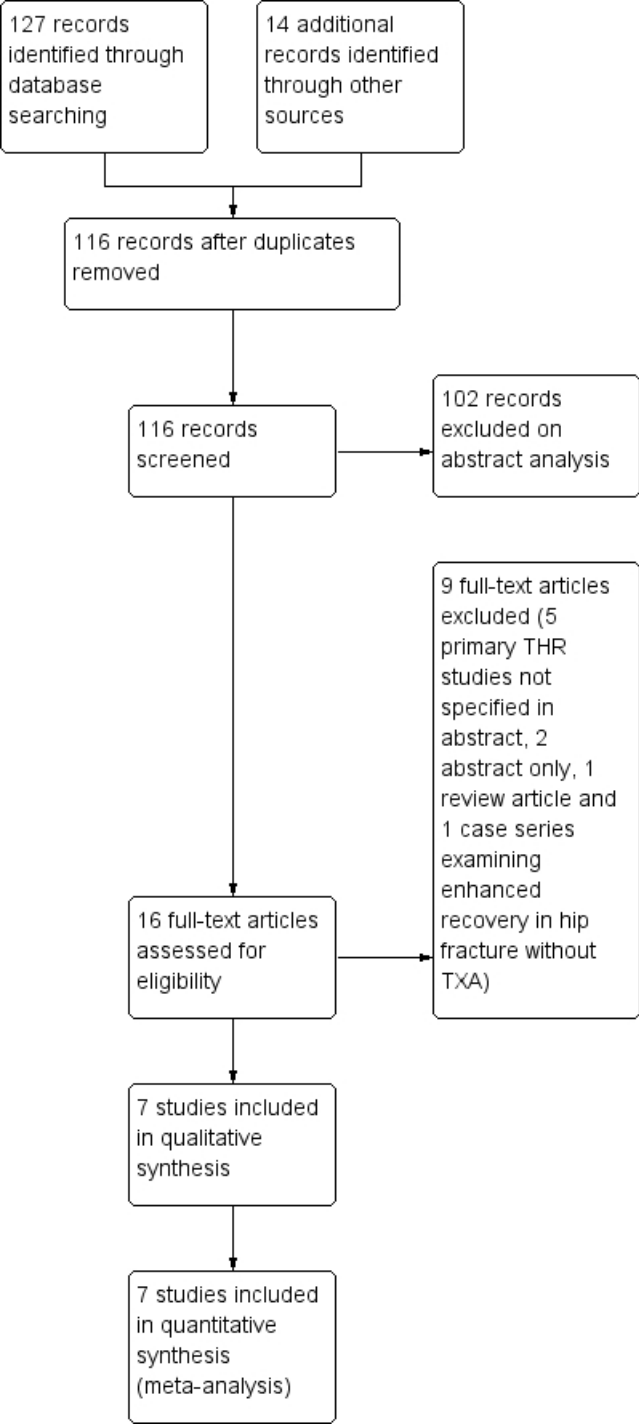 127 records
identified through
database
searching
14 additional
records identified
through other
sources
116 records after duplicates
removed
116 records
screened
102 records
excluded on
abstract analysis
9 full-text articles
excluded (5
primary THR
studies not
specified in
abstract, 2
abstract only, 1
review article and
1 case series
examining
enhanced
recovery in hip
fracture without
TXA)
16 full-text articles
assessed for
eligibility
7 studies included
in qualitative
synthesis
7 studies included
in quantitative
synthesis
(meta-analysis)